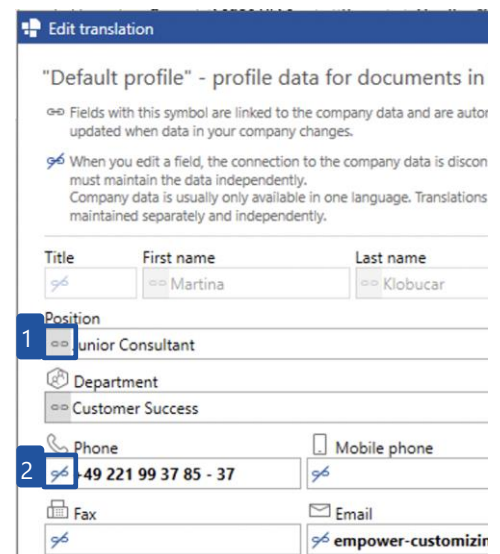 Edit translation
"Default profile" - profile data for documents in
Fields with this symbol are linked to the company data and are
updated when data in your company changes.
When you edit a field, the connection to the company data is
must maintain the data independently.
Company data is usually only available in one language. Translations
maintained separately and independently.
Title First name Last name
Martina Klobucar
Position
1 unior Consultant
Department
Customer Success
Phone Mobile phone
2 +49 221 99 37 85 - 37
Fax Email
empower-customizin